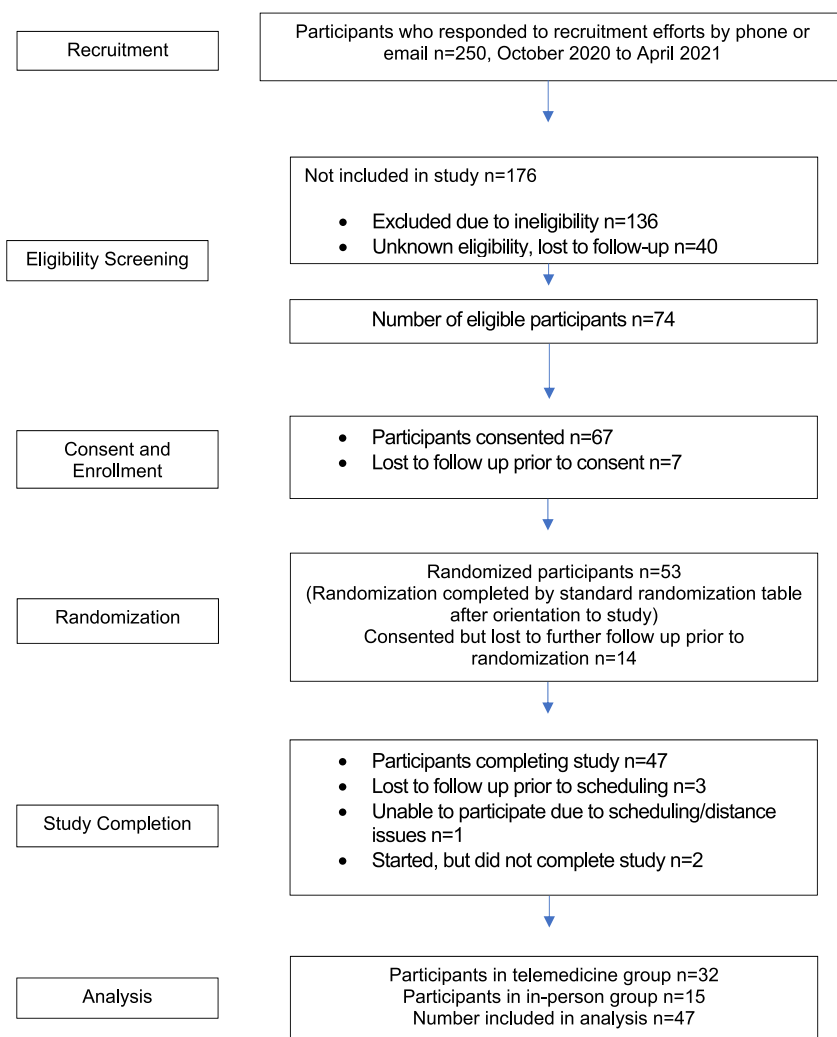 Recruitment
Participants who responded to recruitment efforts by phone or
email n=250, October 2020 to April 2021
Not included in study n=176
• Excluded due to ineligibility n=136
• Unknown eligibility, lost to follow-up n=40
Eligibility Screening
Number of eligible participants n=74
Consent and
Enrollment
• Participants consented n=67
• Lost to follow up prior to consent n=7
Randomization
Randomized participants n=53
(Randomization completed by standard randomization table
after orientation to study)
Consented but lost to further follow up prior to
randomization n=14
Study Completion
• Participants completing study n=47
• Lost to follow up prior to scheduling n=3
• Unable to participate due to scheduling/distance
issues n=1
• Started, but did not complete study n=2
Analysis
Participants in telemedicine group n=32
Participants in in-person group n=15
Number included in analysis n=47